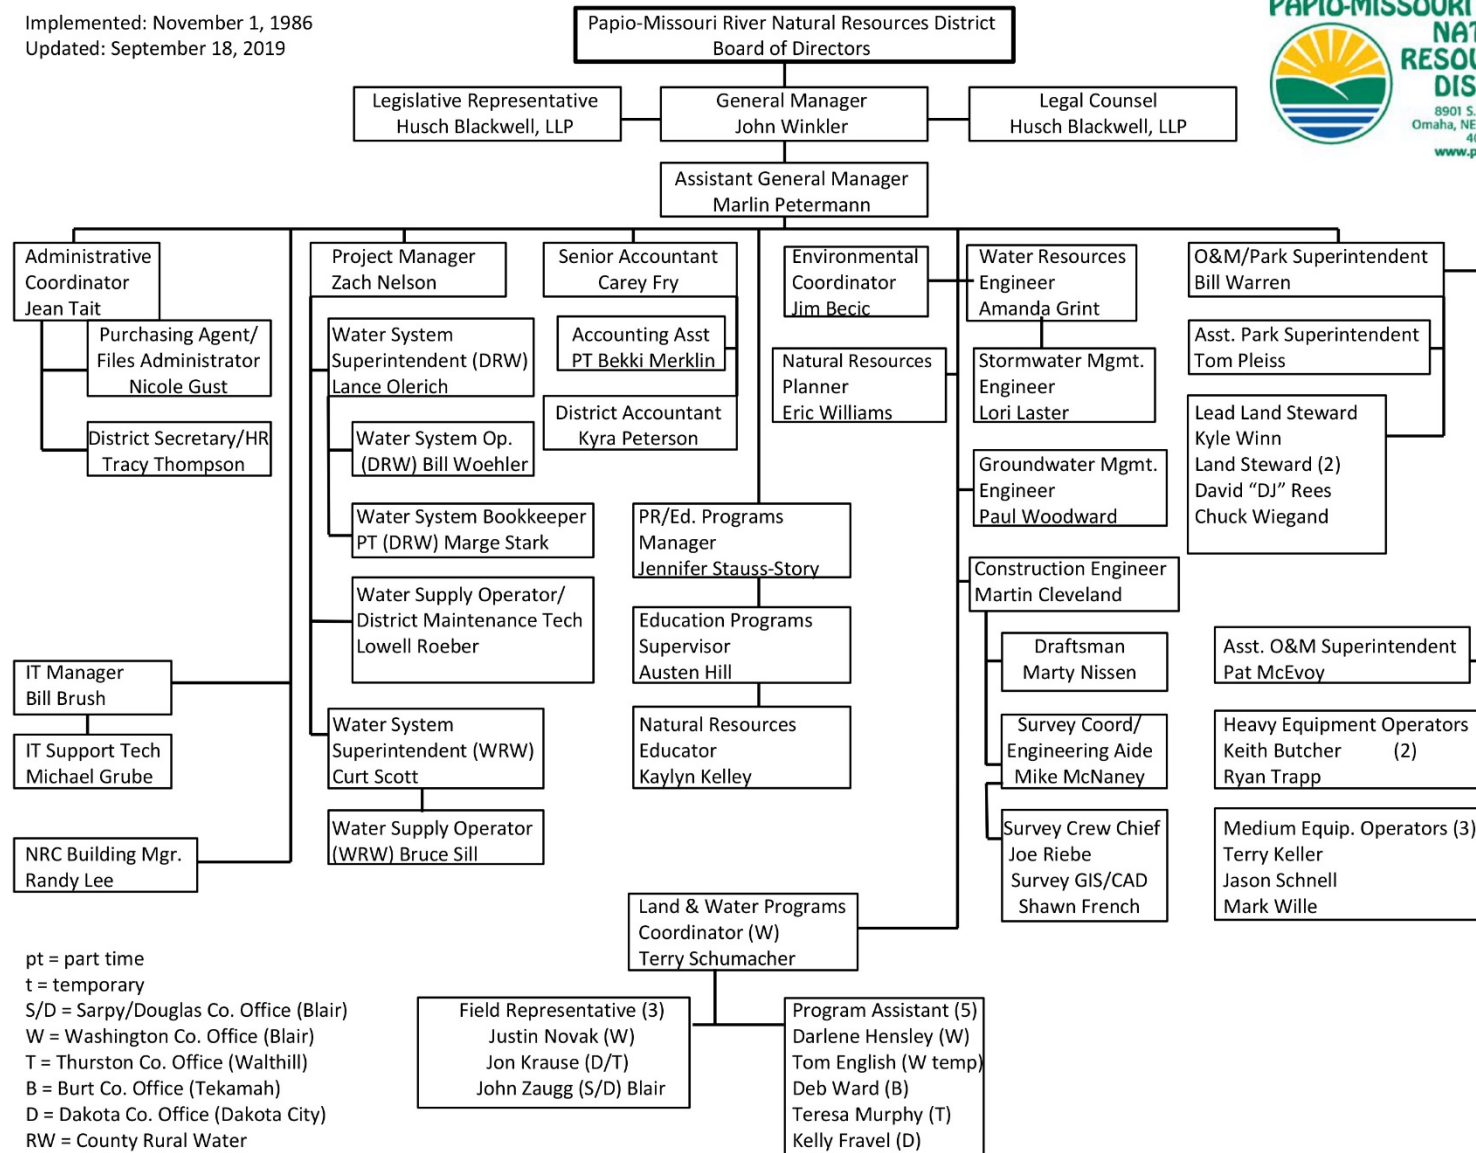 Implemented: November 1, 1986
Updated: September 18, 2019
Papio-Missouri River Natural Resources District
Board of Directors
PAPIO-MISSOURI
8901 S.
Omaha, NE
Legislative Representative
Husch Blackwell, LLP
General Manager
John Winkler
Legal Counsel
Husch Blackwell, LLP
Assistant General Manager
Marlin Petermann
Administrative
Coordinator
Jean Tait
Purchasing Agent/
Files Administrator
Nicole Gust
District Secretary/HR
Tracy Thompson
IT Manager
Bill Brush
IT Support Tech
Michael Grube
NRC Building Mgr.
Randy Lee
Project Manager
Zach Nelson
Water System
Superintendent (DRW)
Lance Olerich
Water System Op.
(DRW) Bill Woehler
Water System Bookkeeper
PT (DRW) Marge Stark
Water Supply Operator/
District Maintenance Tech
Lowell Roeber
Water System
Superintendent (WRW)
Curt Scott
Water Supply Operator
(WRW) Bruce Sill
Senior Accountant
Carey Fry
Accounting Asst
PT Bekki Merklin
District Accountant
Kyra Peterson
PR/Ed. Programs
Manager
Jennifer Stauss-Story
Education Programs
Supervisor
Austen Hill
Natural Resources
Educator
Kaylyn Kelley
Environmental
Coordinator
Jim Becic
Natural Resources
Planner
Eric Williams
Water Resources
Engineer
Amanda Grint
Stormwater Mgmt.
Engineer
Lori Laster
Groundwater Mgmt.
Engineer
Paul Woodward
Construction Engineer
Martin Cleveland
Draftsman
Marty Nissen
Survey Coord/
Engineering Aide
Mike McNaney
Survey Crew Chief
Joe Riebe
Survey GIS/CAD
Shawn French
Land & Water Programs
Coordinator (W)
Terry Schumacher
Field Representative (3)
Justin Novak (W)
Jon Krause (D/T)
John Zaugg (S/D) Blair
Program Assistant (5)
Darlene Hensley (W)
Tom English (W temp)
Deb Ward (B)
Teresa Murphy (T)
Kelly Fravel (D)
O&M/Park Superintendent
Bill Warren
Asst. Park Superintendent
Tom Pleiss
Lead Land Steward
Kyle Winn
Land Steward (2)
David “DJ” Rees
Chuck Wiegand
Asst. O&M Superintendent
Pat McEvoy
Heavy Equipment Operators
Keith Butcher (2)
Ryan Trapp
Medium Equip. Operators (3)
Terry Keller
Jason Schnell
Mark Wille
pt = part time
t = temporary
S/D = Sarpy/Douglas Co. Office (Blair)
W = Washington Co. Office (Blair)
T = Thurston Co. Office (Walthill)
B = Burt Co. Office (Tekamah)
D = Dakota Co. Office (Dakota City)
RW = County Rural Water